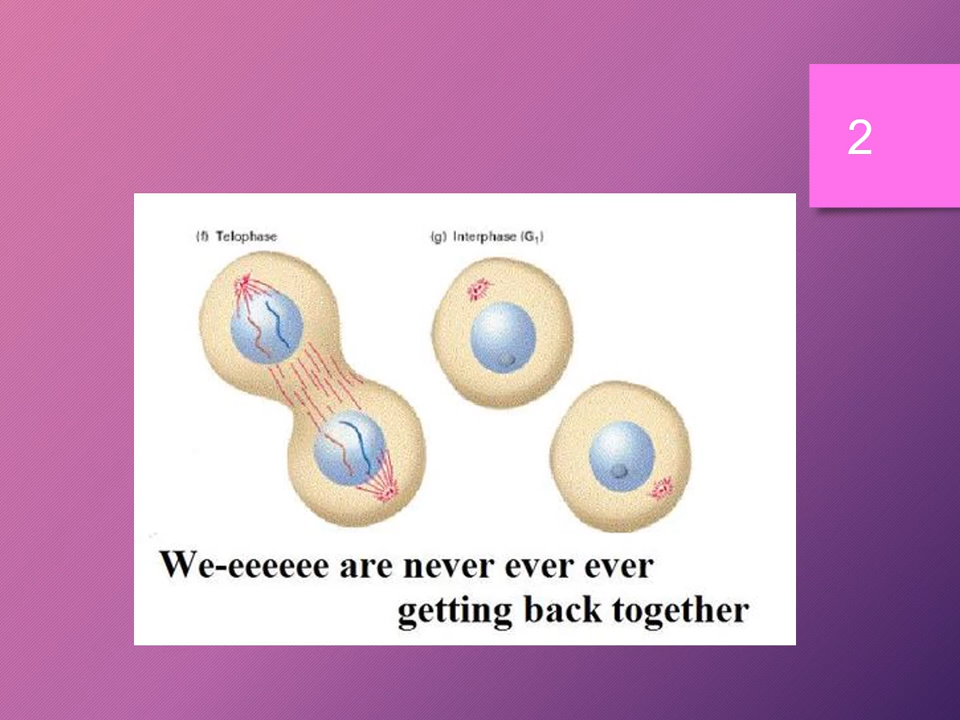 2
(f) Telophase
(g) Interphase (G₁)
We-eeeeee are never ever ever
getting back together